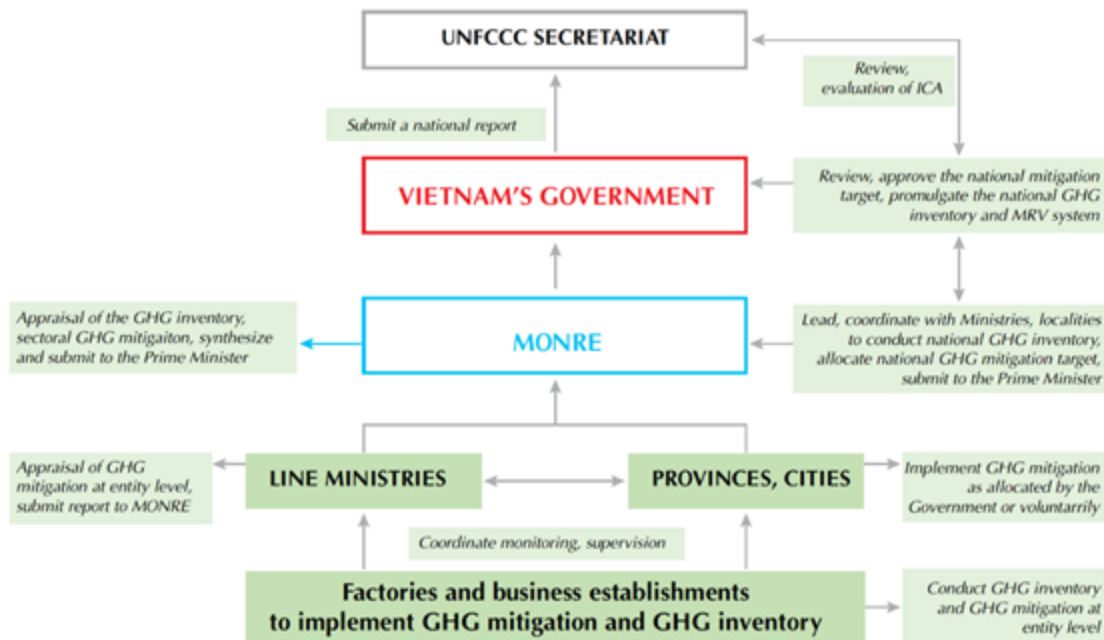 UNFCCC SECRETARIAT
Review,
evaluation of ICA
Submit a national report
VIETNAM'S GOVERNMENT
Review, approve the national mitigation
target, promulgate the national GHG
inventory and MRV system
Appraisal of the GHG inventory,
sectoral GHG mitigaiton, synthesize
and submit to the Prime Minister
MONRE
Lead, coordinate with Ministries, localities
to conduct national GHG inventory,
allocate national GHG mitigation target,
submit to the Prime Minister
Appraisal of GHG
mitigation at entity level,
submit report to MONRE
LINE MINISTRIES
PROVINCES, CITIES
Implement GHG mitigation
as allocated by the
Government or voluntarrily
Coordinate monitoring, supervision
Factories and business establishments
to implement GHG mitigation and GHG inventory
Conduct GHG inventory
and GHG mitigation at
entity level